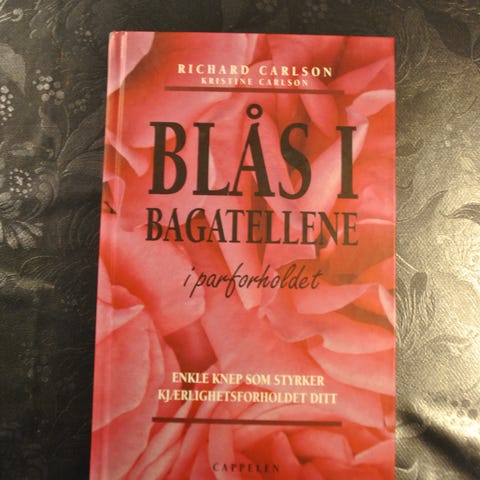 RICHARD CARLSON
KRISTINE CARLSON
BLÅS I
BAGATELLENE
i parforholdet
ENKLE KNEP SOM STYRKER
KJÆRLIGHETSFORHOLDET DITT
CAPPELEN